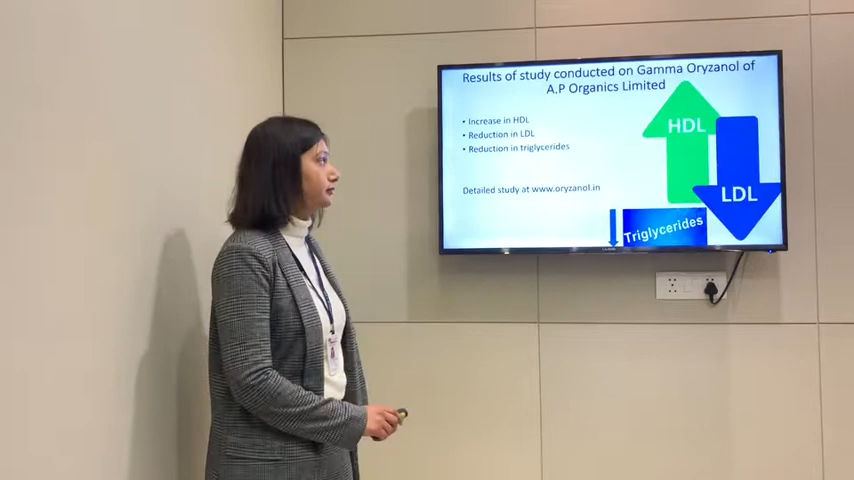 Results of study conducted on Gamma Oryzanol of
A.P Organics Limited
• Increase in HDL
• Reduction in LDL
• Reduction in triglycerides
Detailed study at www.oryzanol.in
HDL
LDL
Triglycerides